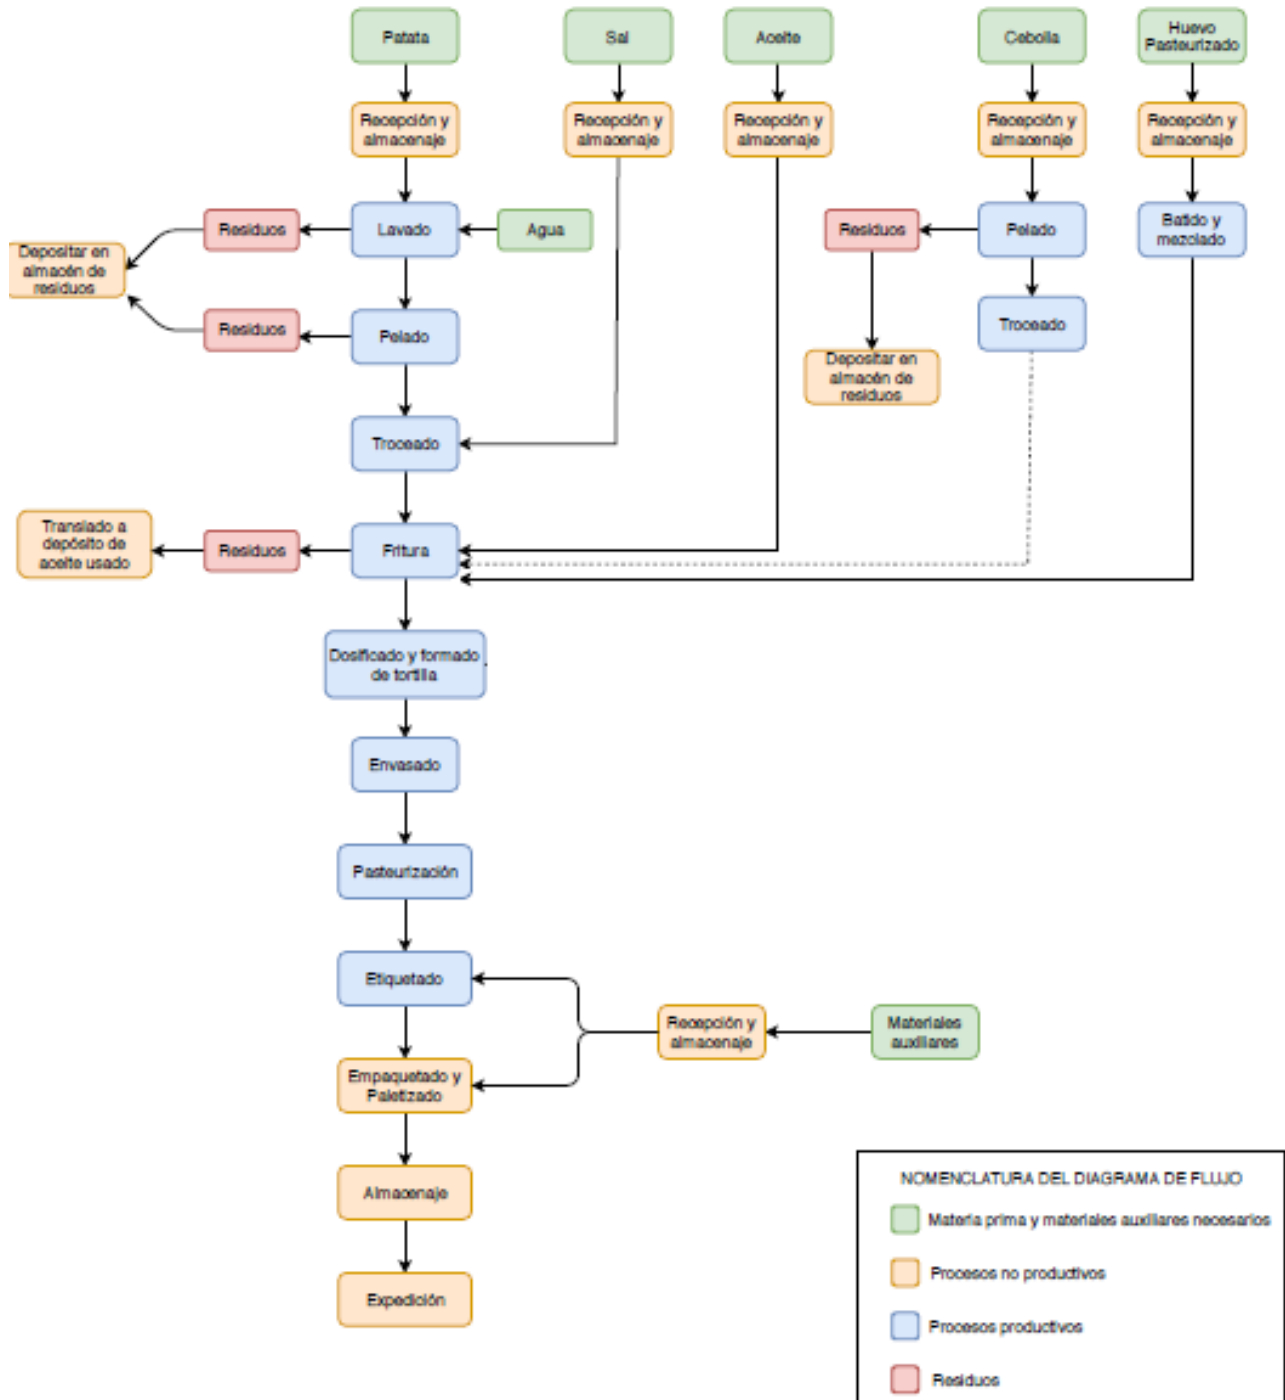 Patata
Sal
Aceite
Cebolla
Huevo
Pasteurizado
Recepción y
almacenaje
Recepción y
almacenaje
Recepción y
almacenaje
Recepción y
almacenaje
Recepción y
almacenaje
Residuos
Lavado
Agua
Residuos
Pelado
Batido y
mezclado
Depositar en
almacén de
residuos
Residuos
Pelado
Troceado
Depositar en
almacén de
residuos
Troceado
Translado a
depósito de
aceite usado
Residuos
Fritura
Dosificado y formado
de tortilla
Envasado
Pasteurización
Etiquetado
Recepción y
almacenaje
Materiales
auxiliares
Empaquetado y
Paletizado
Almacenaje
Expedición
NOMENCLATURA DEL DIAGRAMA DE FLUJO
Materia prima y materiales auxiliares necesarios
Procesos no productivos
Procesos productivos
Residuos